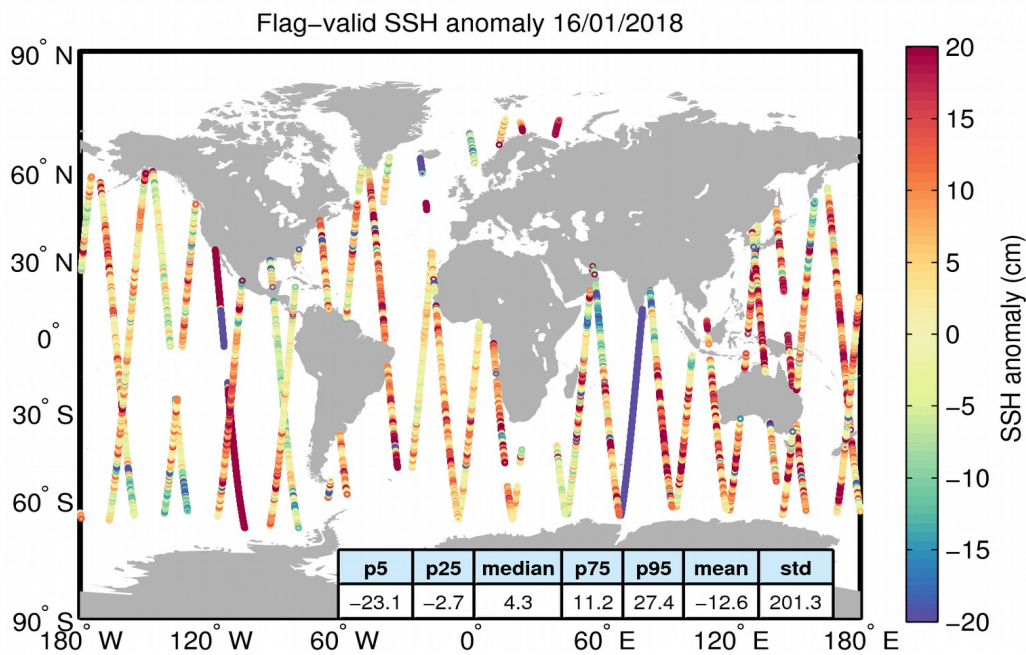 Flag−valid SSH anomaly 16/01/2018
90° N
60° N
30° N
0°
30° S
60° S
90° S
180° W
120° W
60° W
0°
60° E
120° E
180° E
p5 p25 median p75 p95 mean std
−23.1 −2.7 4.3 11.2 27.4 −12.6 201.3
20
15
10
5
0
−5
−10
−15
−20
SSH anomaly (cm)